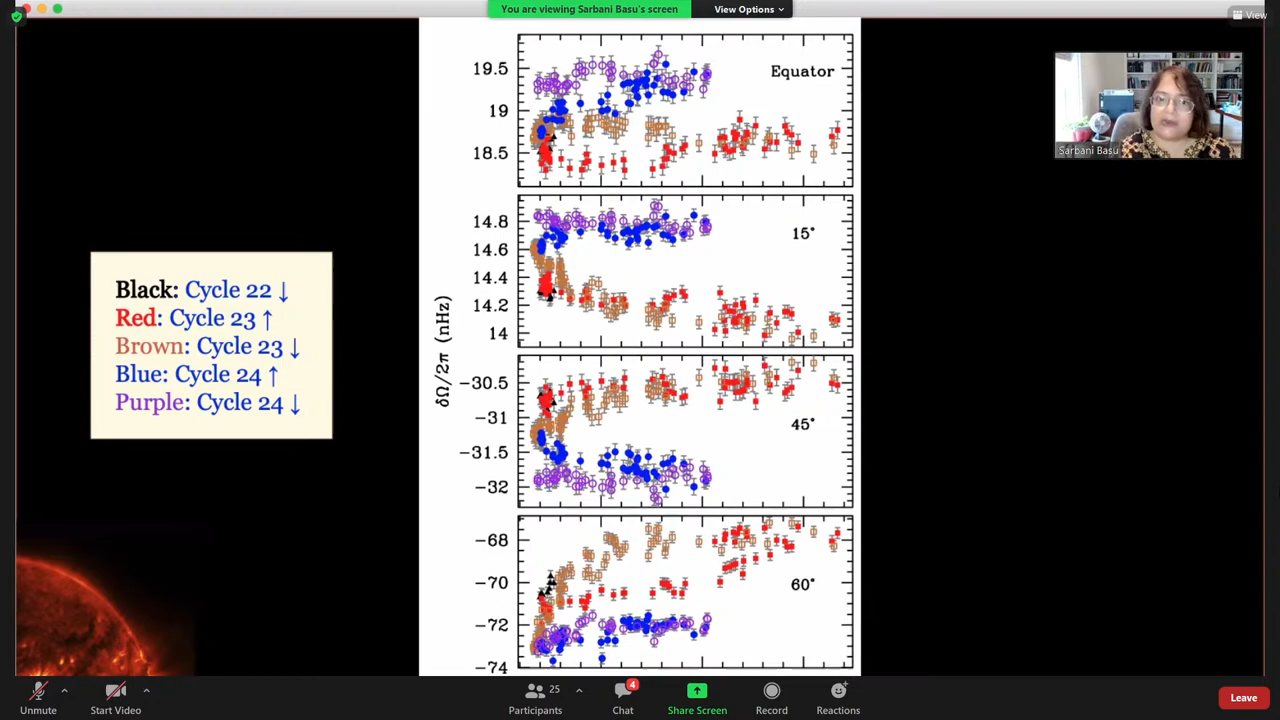 You are viewing Sarbani Basu's screen
View Options
View
Black: Cycle 22 ↓
Red: Cycle 23 ↑
Brown: Cycle 23 ↓
Blue: Cycle 24 ↑
Purple: Cycle 24 ↓
δΩ/2π (nHz)
19.5
19
18.5
Equator
14.8
14.6
14.4
14.2
14
15°
−30.5
−31
−31.5
−32
45°
−68
−70
−72
−74
60°
Sarbani Basu
Unmute
Start Video
25
Participants
4
Chat
Share Screen
Record
Reactions
Leave